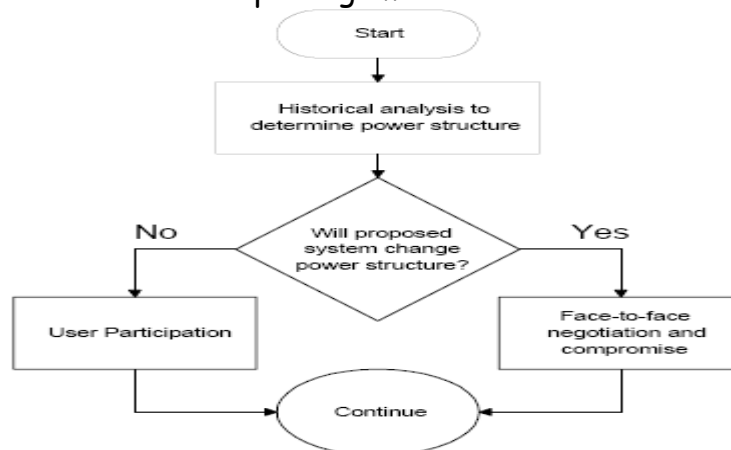 Start
Historical analysis to
determine power structure
No
Will proposed
system change
power structure?
Yes
User Participation
Face-to-face
negotiation and
compromise
Continue